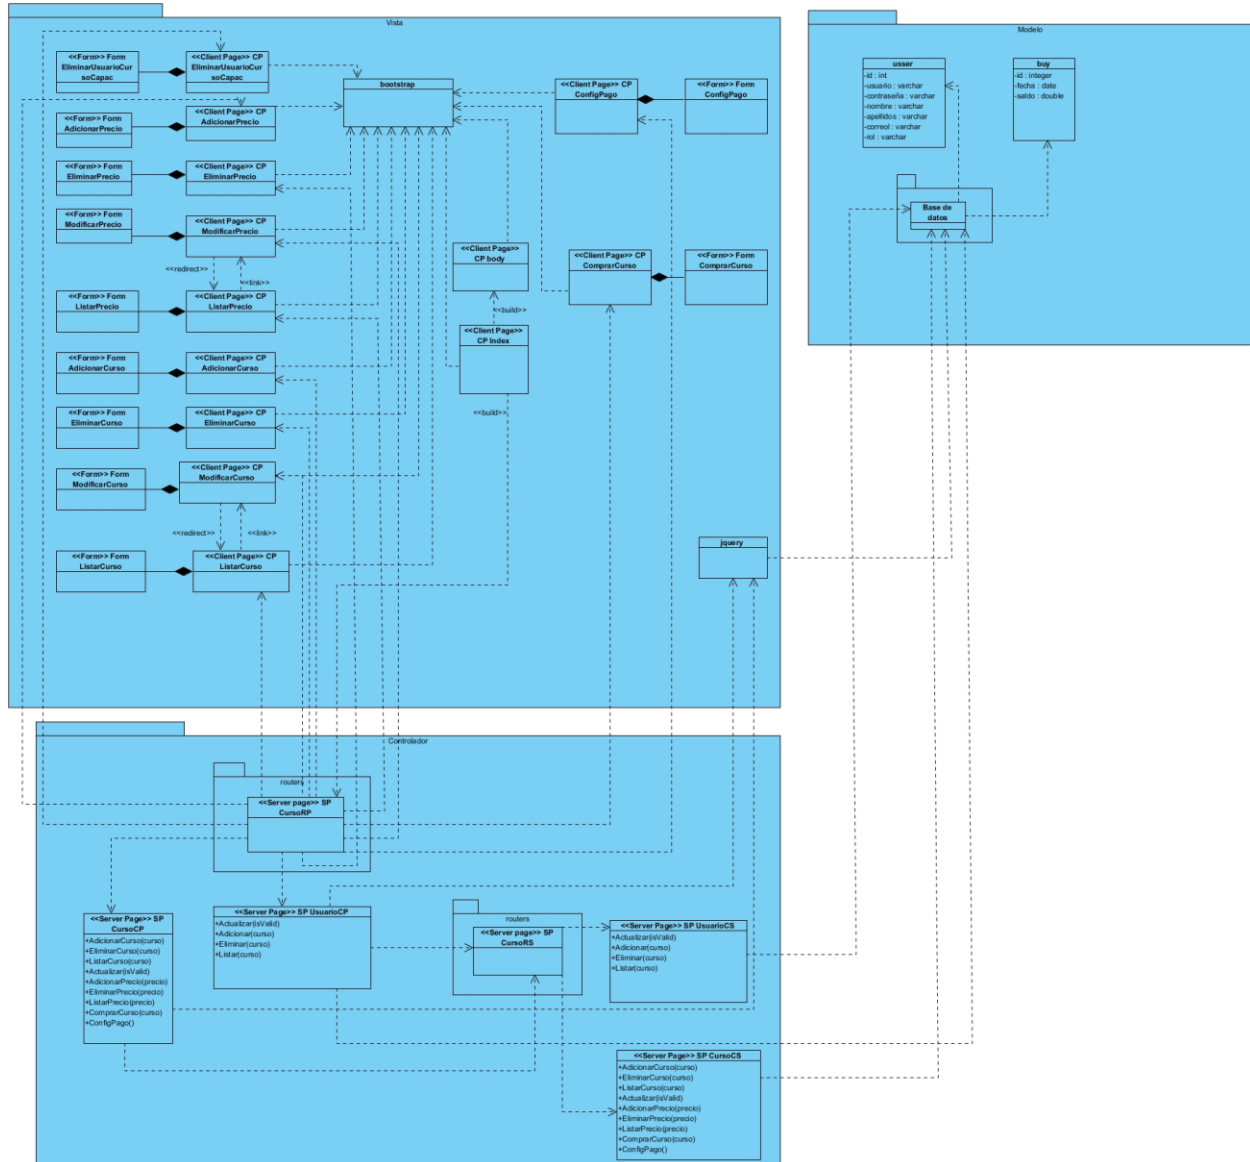 Vista
<<Form>> Form
EliminarUsuarioCur
soCapac
<<Client Page>> CP
EliminarUsuarioCur
soCapac
bootstrap
<<Client Page>> CP
ConfigPago
<<Form>> Form
ConfigPago
<<Form>> Form
AdicionarPrecio
<<Client Page>> CP
AdicionarPrecio
<<Form>> Form
EliminarPrecio
<<Client Page>> CP
EliminarPrecio
<<Form>> Form
ModificarPrecio
<<Client Page>> CP
ModificarPrecio
<<Client Page>>
CP body
<<Client Page>> CP
ComprarCurso
<<Form>> Form
ComprarCurso
<<redirect>>
<<link>>
<<Form>> Form
ListarPrecio
<<Client Page>> CP
ListarPrecio
<<build>>
<<Client Page>>
CP Index
<<Form>> Form
AdicionarCurso
<<Client Page>> CP
AdicionarCurso
<<Form>> Form
EliminarCurso
<<Client Page>> CP
EliminarCurso
<<build>>
<<Form>> Form
ModificarCurso
<<Client Page>> CP
ModificarCurso
<<redirect>>
<<link>>
<<Form>> Form
ListarCurso
<<Client Page>> CP
ListarCurso
jquery
Modelo
usser
-id : int
-usuario : varchar
-contraseña : varchar
-nombre : varchar
-apellidos : varchar
-correol : varchar
-rol : varchar
buy
-id : integer
-fecha : date
-saldo : double
Base de
datos
Controlador
routers
<<Server page>> SP
CursoRP
<<Server Page>> SP
CursoCP
+AdicionarCurso(curso)
+EliminarCurso(curso)
+ListarCurso(curso)
+Actualizar(isValid)
+AdicionarPrecio(precio)
+EliminarPrecio(precio)
+ListarPrecio(precio)
+ComprarCurso(curso)
+ConfigPago()
<<Server Page>> SP UsuarioCP
+Actualizar(isValid)
+Adicionar(curso)
+Eliminar(curso)
+Listar(curso)
routers
<<Server page>> SP
CursoRS
<<Server Page>> SP UsuarioCS
+Actualizar(isValid)
+Adicionar(curso)
+Eliminar(curso)
+Listar(curso)
<<Server Page>> SP CursoCS
+AdicionarCurso(curso)
+EliminarCurso(curso)
+ListarCurso(curso)
+Actualizar(isValid)
+AdicionarPrecio(precio)
+EliminarPrecio(precio)
+ListarPrecio(precio)
+ComprarCurso(curso)
+ConfigPago()